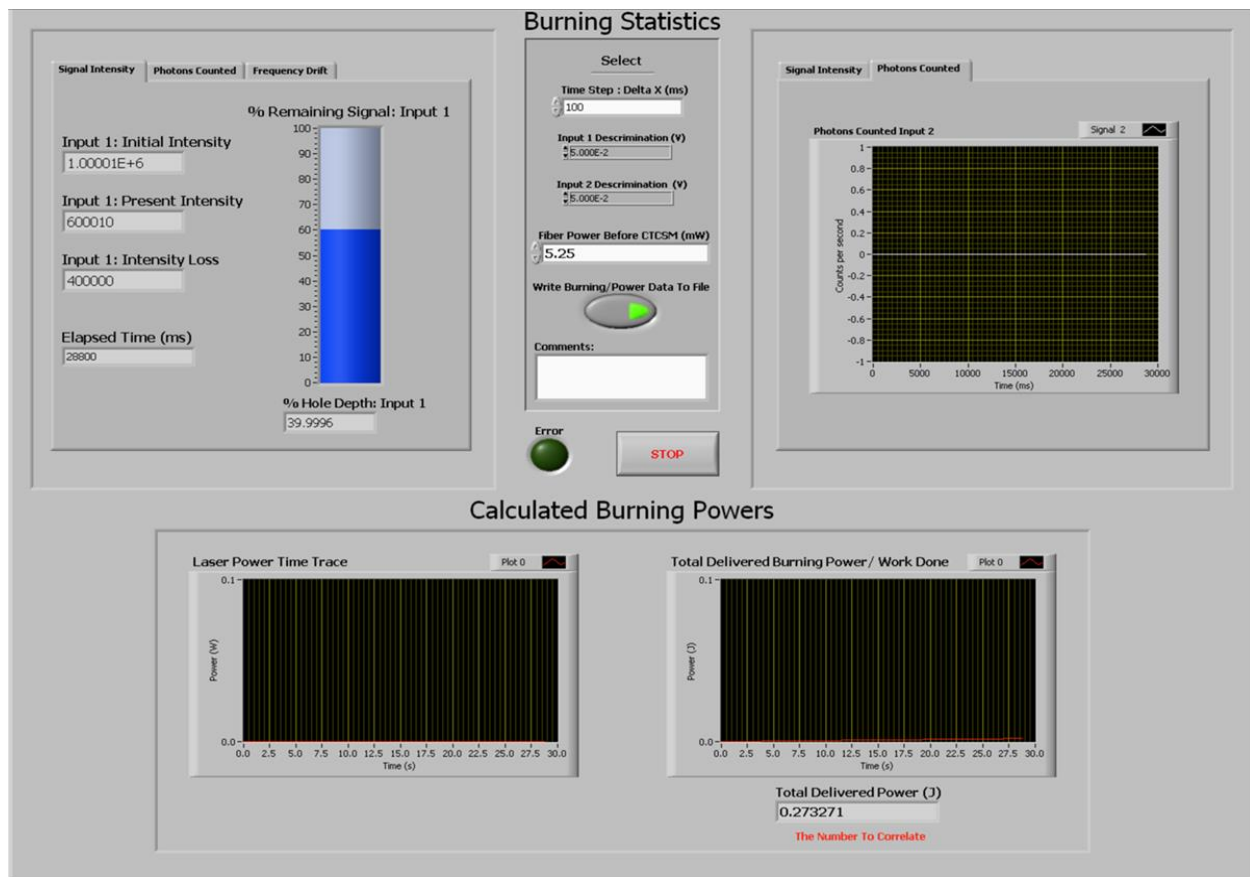 Burning Statistics
Signal Intensity
Photons Counted
Frequency Drift
% Remaining Signal: Input 1
Input 1: Initial Intensity
1.00001E+6
Input 1: Present Intensity
600010
Input 1: Intensity Loss
400000
Elapsed Time (ms)
28800
100
90
80
70
60
50
40
30
20
10
0
% Hole Depth: Input 1
39.9996
Select
Time Step : Delta X (ms)
100
Input 1 Descrimination (V)
5.000E-2
Input 2 Descrimination (V)
5.000E-2
Fiber Power Before CTCSM (mW)
5.25
Write Burning/Power Data To File
Comments:
Error
STOP
Signal Intensity
Photons Counted
Photons Counted Input 2
Signal 2
Counts per second
1
0.8
0.6
0.4
0.2
0
-0.2
-0.4
-0.6
-0.8
-1
0 5000 10000 15000 20000 25000 30000
Time (ms)
Calculated Burning Powers
Laser Power Time Trace
Plot 0
Power (W)
0.1
0.0
0.0 2.5 5.0 7.5 10.0 12.5 15.0 17.5 20.0 22.5 25.0 27.5 30.0
Time (s)
Total Delivered Burning Power/ Work Done
Plot 0
Power (J)
0.1
0.0
0.0 2.5 5.0 7.5 10.0 12.5 15.0 17.5 20.0 22.5 25.0 27.5 30.0
Time (s)
Total Delivered Power (J)
0.273271
The Number To Correlate